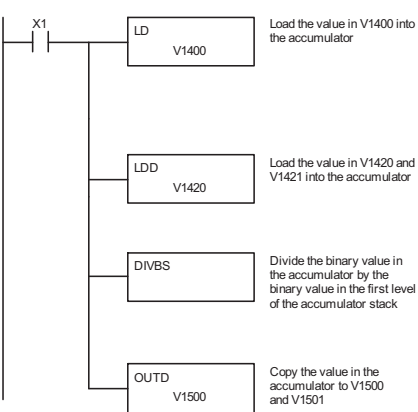 X1
LD
V1400
Load the value in V1400 into
the accumulator
LDD
V1420
Load the value in V1420 and
V1421 into the accumulator
DIVBS
Divide the binary value in
the accumulator by the
binary value in the first level
of the accumulator stack
OUTD
V1500
Copy the value in the
accumulator to V1500
and V1501